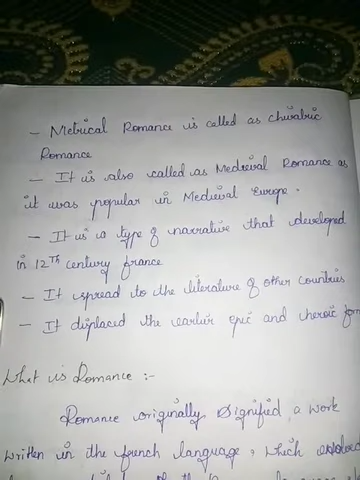 - Metrical Romance is called as Chivalric
Romance
- It is also called as Medieval Romance as
it was popular in Medieval Europe.
- It is a type of narrative that developed
in 12th century france
- It spread to the literature of other countries
- It displaced the earlier epic and heroic form
What is Romance :-
Romance originally signified a work
written in the french language, which